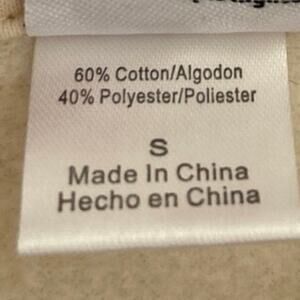 60% Cotton/Algodon
40% Polyester/Poliester
S
Made In China
Hecho en China